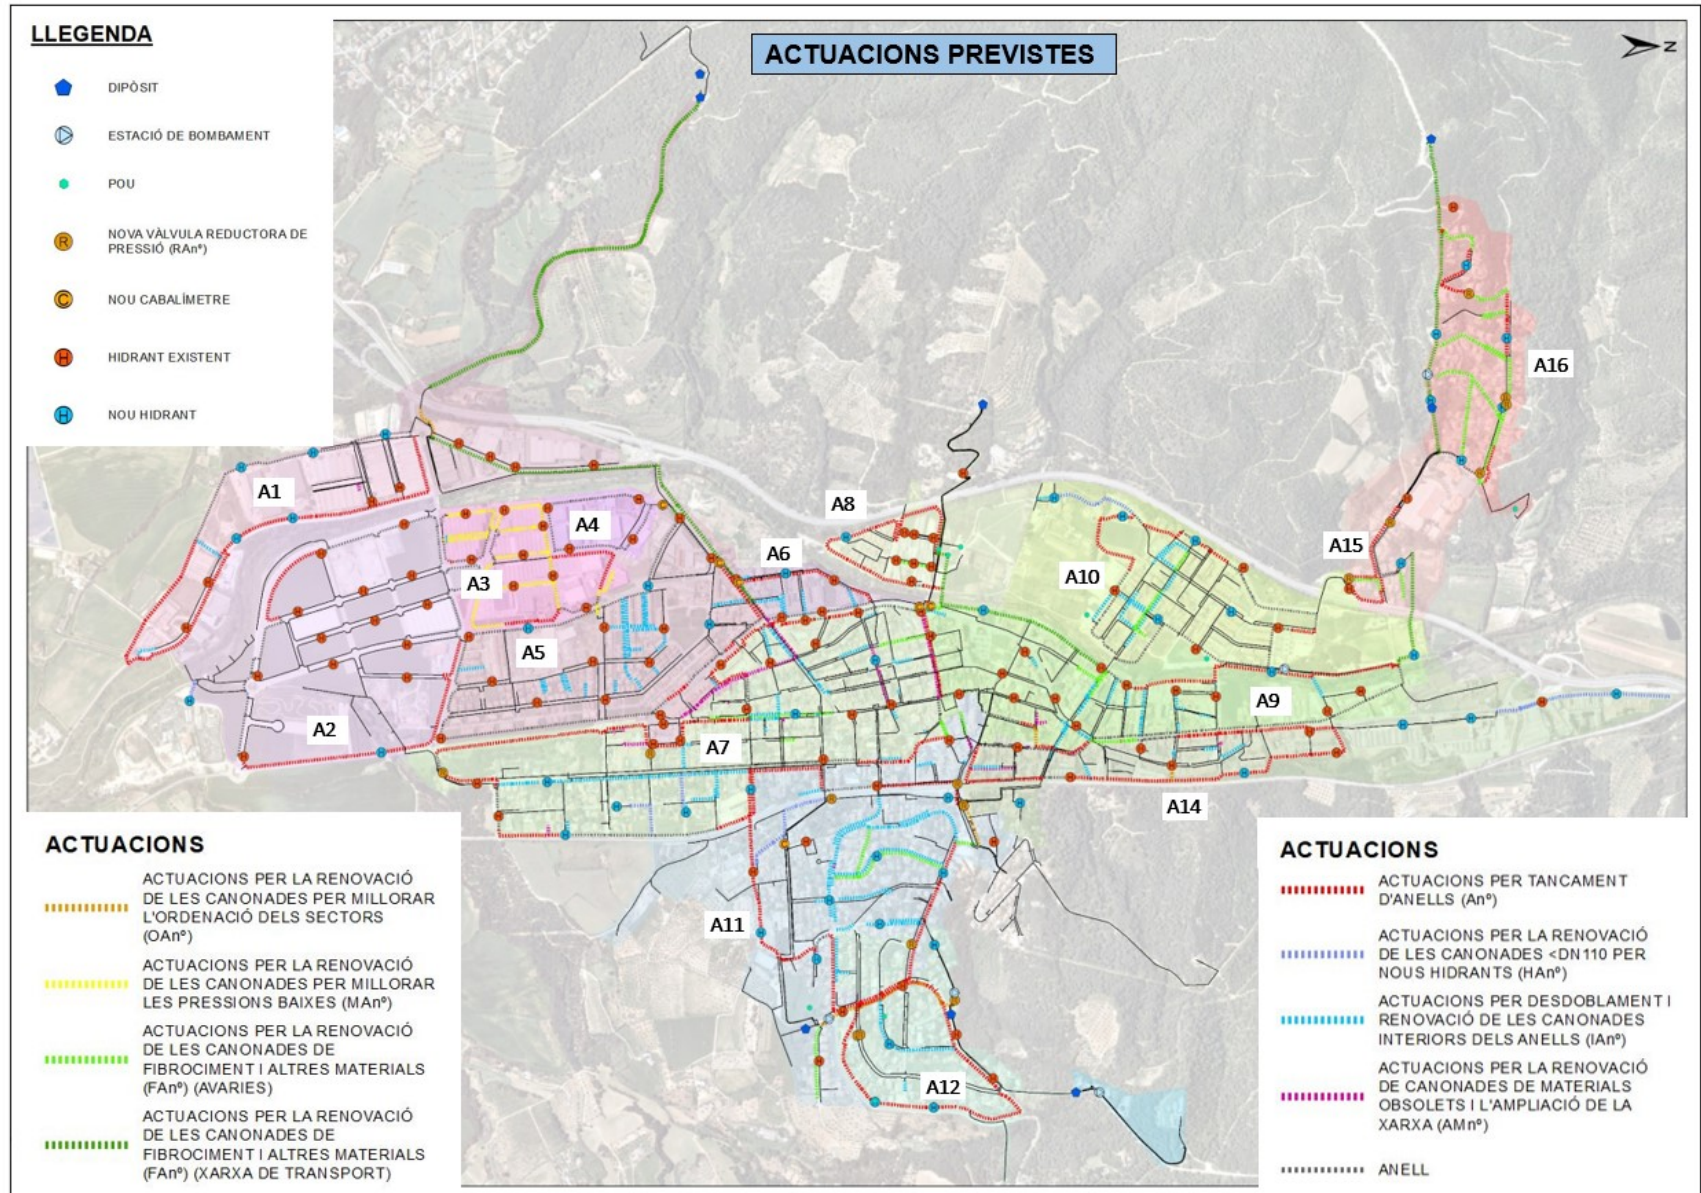 LLEGENDA
DIPÒSIT
ESTACIÓ DE BOMBAMENT
POU
R
NOVA VÀLVULA REDUCTORA DE
PRESSIÓ (RAnº)
C
NOU CABALÍMETRE
H
HIDRANT EXISTENT
H
NOU HIDRANT
ACTUACIONS PREVISTES
N
A1
A2
A3
A4
A5
A6
A7
A8
A9
A10
A11
A12
A14
A15
A16
ACTUACIONS
ACTUACIONS PER LA RENOVACIÓ
DE LES CANONADES PER MILLORAR
L'ORDENACIÓ DELS SECTORS
(OAnº)
ACTUACIONS PER LA RENOVACIÓ
DE LES CANONADES PER MILLORAR
LES PRESSIONS BAIXES (MAnº)
ACTUACIONS PER LA RENOVACIÓ
DE LES CANONADES DE
FIBROCIMENT I ALTRES MATERIALS
(FAnº) (AVARIES)
ACTUACIONS PER LA RENOVACIÓ
DE LES CANONADES DE
FIBROCIMENT I ALTRES MATERIALS
(FAnº) (XARXA DE TRANSPORT)
ACTUACIONS
ACTUACIONS PER TANCAMENT
D'ANELLS (Anº)
ACTUACIONS PER LA RENOVACIÓ
DE LES CANONADES <DN110 PER
NOUS HIDRANTS (HAnº)
ACTUACIONS PER DESDOBLAMENT I
RENOVACIÓ DE LES CANONADES
INTERIORS DELS ANELLS (IAnº)
ACTUACIONS PER LA RENOVACIÓ
DE CANONADES DE MATERIALS
OBSOLETS I L'AMPLIACIÓ DE LA
XARXA (AMnº)
ANELL